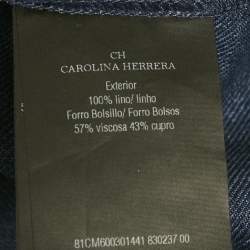 CH
CAROLINA HERRERA
Exterior
100% lino/ linho
Forro Bolsillo/ Forro Bolsos
57% viscosa 43% cupro
81CM600301441 830237 00